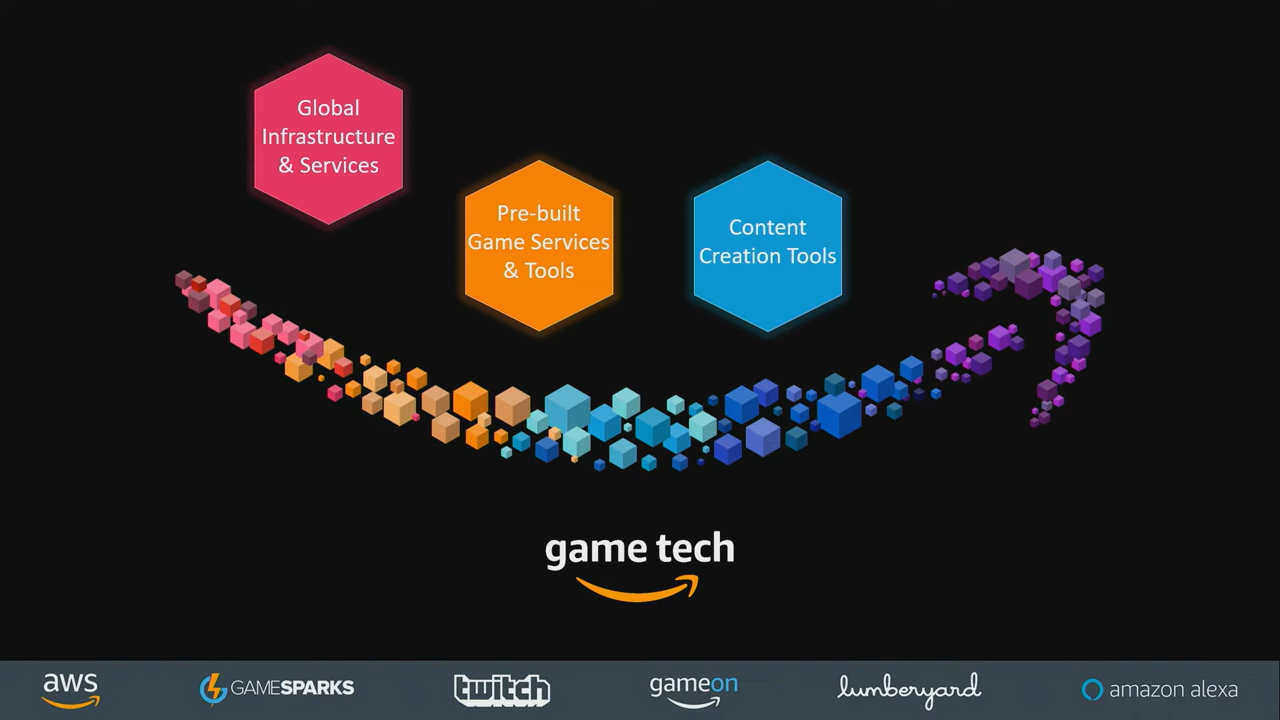 Global
Infrastructure
& Services
Pre-built
Game Services
& Tools
Content
Creation Tools
game tech
aws
GAMESPARKS
twitch
gameon
lumberyard
amazon alexa